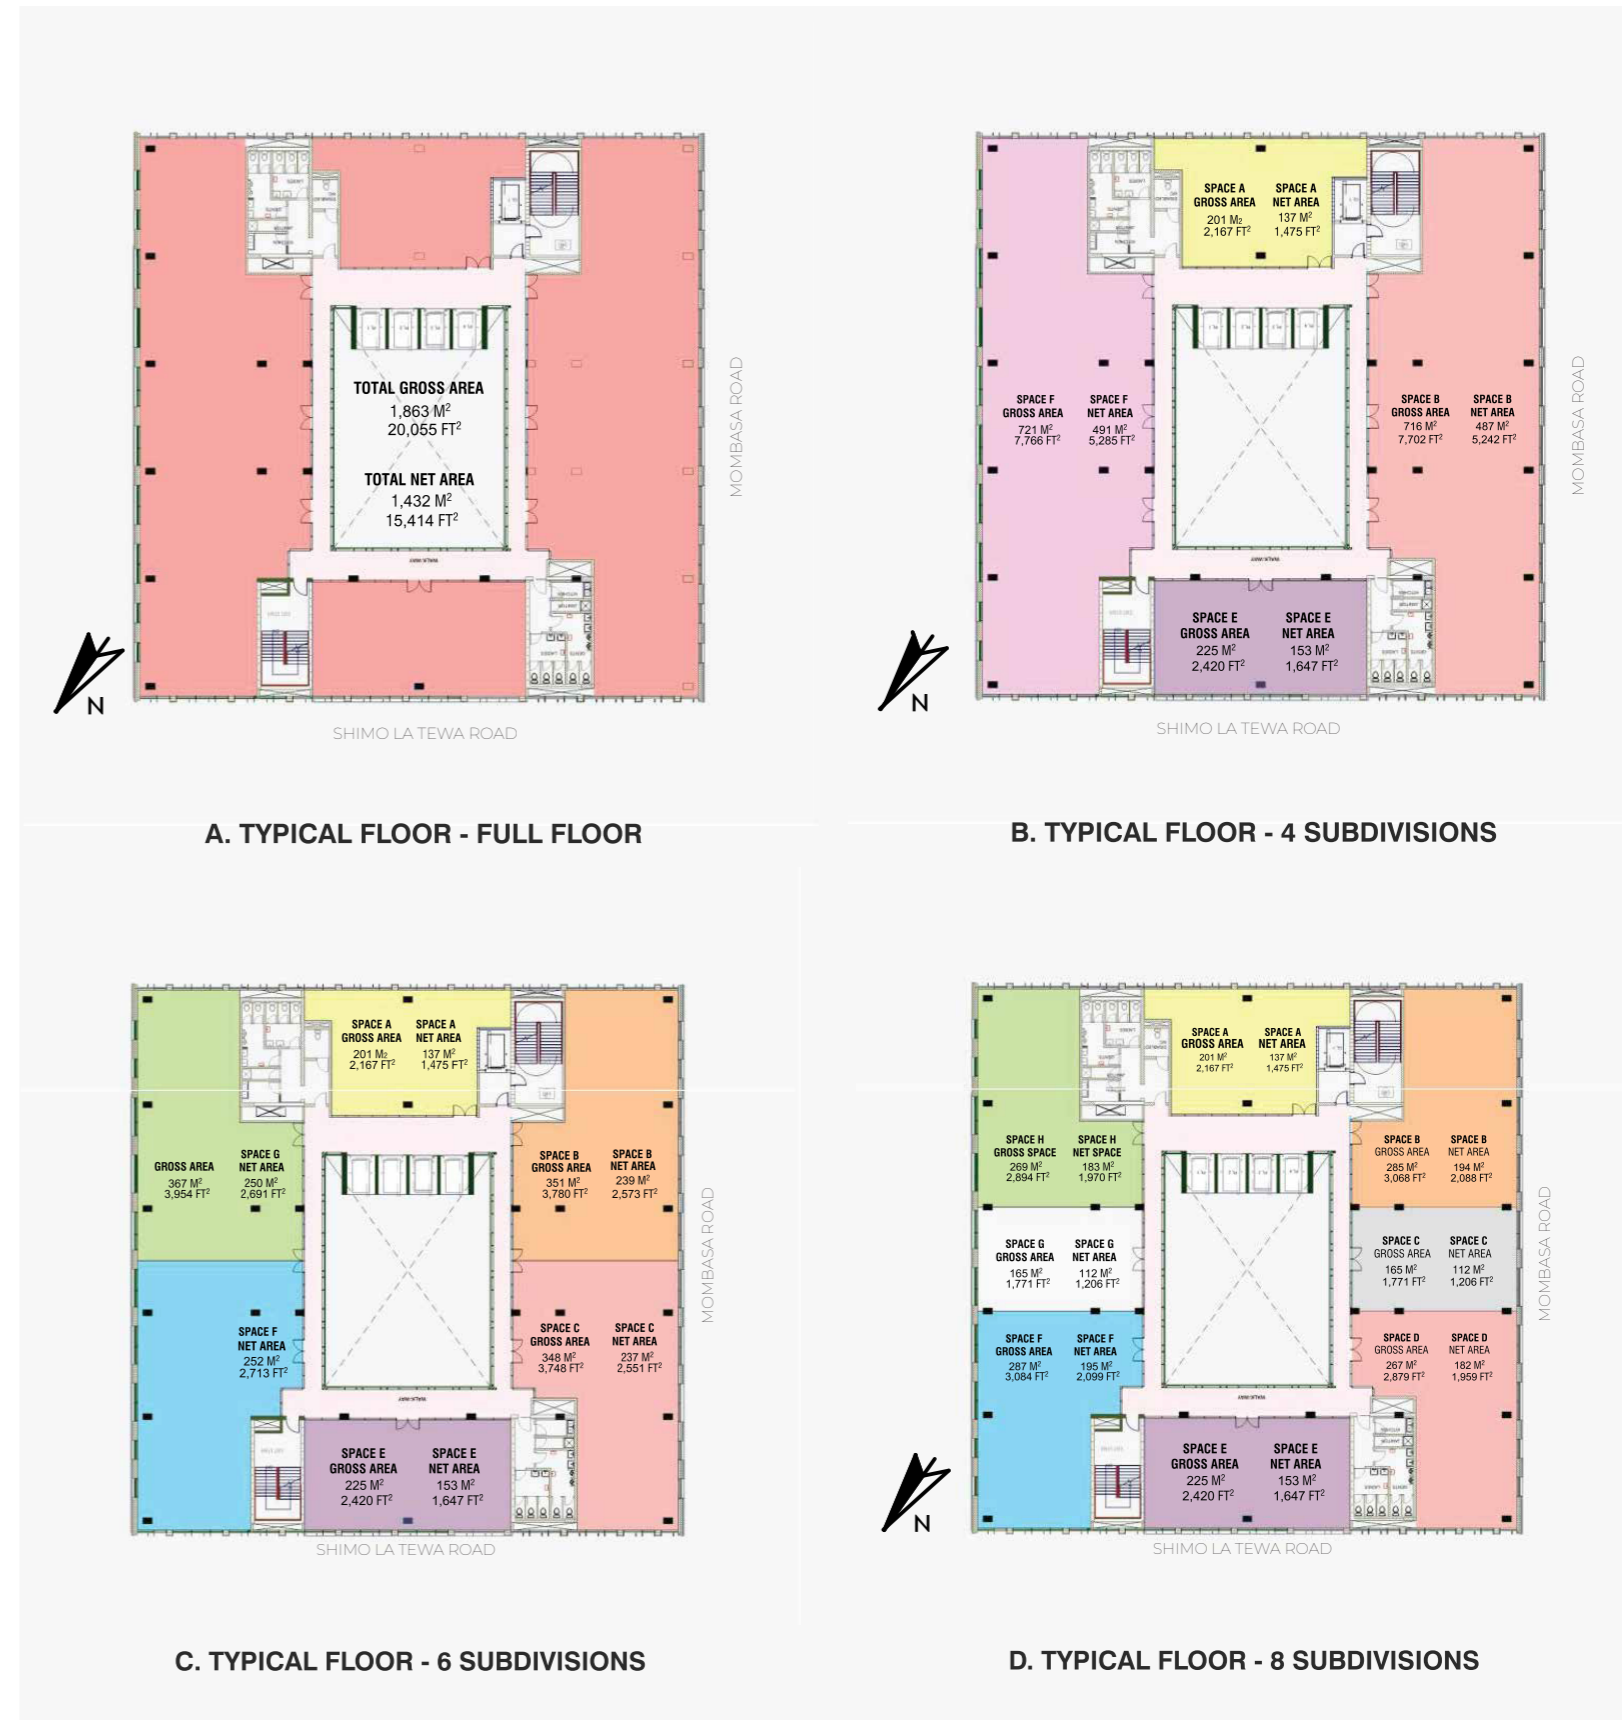 TOTAL GROSS AREA
1,863 M²
20,055 FT²
TOTAL NET AREA
1,432 M²
15,414 FT²
WALK WAY
MOMBASA ROAD
N
SHIMO LA TEWA ROAD
A. TYPICAL FLOOR - FULL FLOOR
SPACE A GROSS AREA
201 M2
2,167 FT²
SPACE A NET AREA
137 M²
1,475 FT²
SPACE F GROSS AREA
721 M²
7,766 FT²
SPACE F NET AREA
491 M²
5,285 FT²
SPACE B GROSS AREA
716 M²
7,702 FT²
SPACE B NET AREA
487 M²
5,242 FT²
WALK WAY
SPACE E GROSS AREA
225 M²
2,420 FT²
SPACE E NET AREA
153 M²
1,647 FT²
MOMBASA ROAD
N
SHIMO LA TEWA ROAD
B. TYPICAL FLOOR - 4 SUBDIVISIONS
SPACE A GROSS AREA
201 M2
2,167 FT²
SPACE A NET AREA
137 M²
1,475 FT²
GROSS AREA
367 M²
3,954 FT²
SPACE G NET AREA
250 M²
2,691 FT²
SPACE B GROSS AREA
351 M²
3,780 FT²
SPACE B NET AREA
239 M²
2,573 FT²
SPACE F NET AREA
252 M²
2,713 FT²
SPACE C GROSS AREA
348 M²
3,748 FT²
SPACE C NET AREA
237 M²
2,551 FT²
WALK WAY
SPACE E GROSS AREA
225 M²
2,420 FT²
SPACE E NET AREA
153 M²
1,647 FT²
MOMBASA ROAD
SHIMO LA TEWA ROAD
C. TYPICAL FLOOR - 6 SUBDIVISIONS
SPACE A GROSS AREA
201 M²
2,167 FT²
SPACE A NET AREA
137 M²
1,475 FT²
SPACE H GROSS SPACE
269 M²
2,894 FT²
SPACE H NET SPACE
183 M²
1,970 FT²
SPACE B GROSS AREA
285 M²
3,068 FT²
SPACE B NET AREA
194 M²
2,088 FT²
SPACE G GROSS AREA
165 M²
1,771 FT²
SPACE G NET AREA
112 M²
1,206 FT²
SPACE C GROSS AREA
165 M²
1,771 FT²
SPACE C NET AREA
112 M²
1,206 FT²
SPACE F GROSS AREA
287 M²
3,084 FT²
SPACE F NET AREA
195 M²
2,099 FT²
SPACE D GROSS AREA
267 M²
2,879 FT²
SPACE D NET AREA
182 M²
1,959 FT²
WALK WAY
SPACE E GROSS AREA
225 M²
2,420 FT²
SPACE E NET AREA
153 M²
1,647 FT²
MOMBASA ROAD
N
SHIMO LA TEWA ROAD
D. TYPICAL FLOOR - 8 SUBDIVISIONS